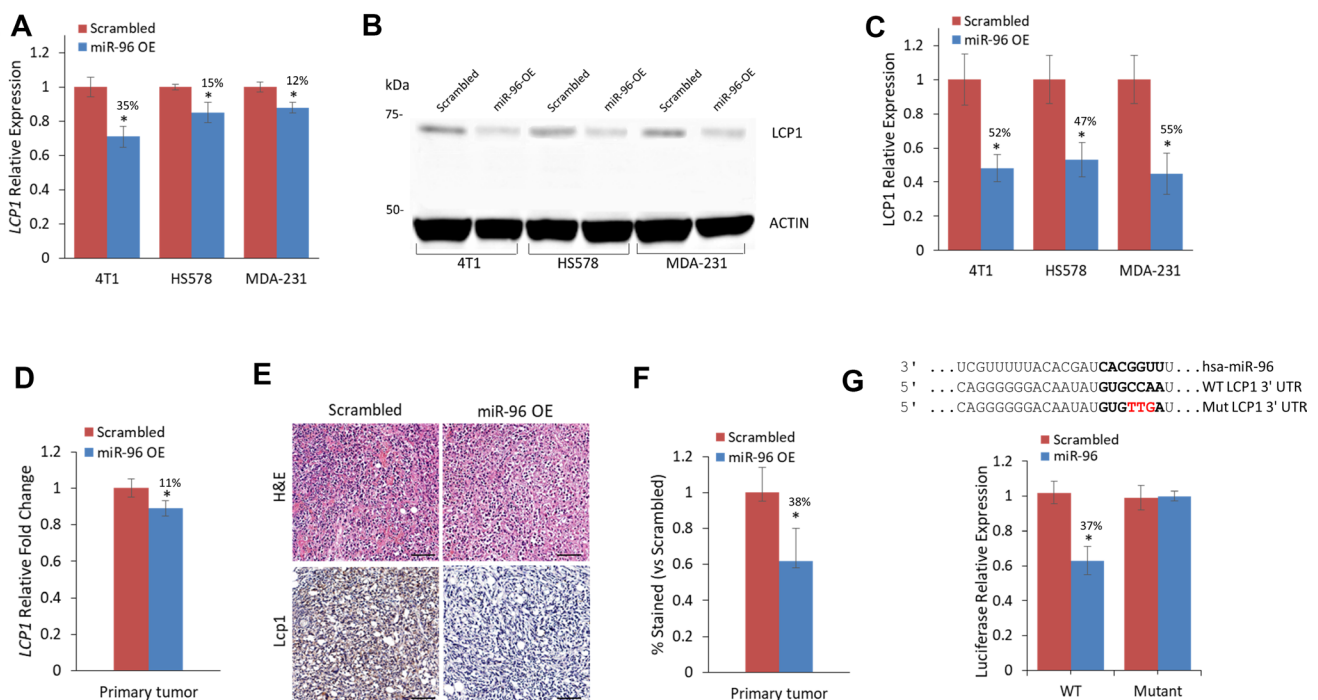 A
Scrambled
miR-96 OE
LCP1 Relative Expression
1.2
1
0.8
0.6
0.4
0.2
0
35%
*
15%
*
12%
*
4T1
HS578
MDA-231
B
kDa
Scrambled
miR-96-OE
Scrambled
miR-96-OE
Scrambled
miR-96-OE
75-
LCP1
50-
ACTIN
4T1
HS578
MDA-231
C
Scrambled
miR-96 OE
LCP1 Relative Expression
1.2
1
0.8
0.6
0.4
0.2
0
52%
*
47%
*
55%
*
4T1
HS578
MDA-231
D
Scrambled
miR-96 OE
LCP1 Relative Fold Change
1.2
1
0.8
0.6
0.4
0.2
0
11%
*
Primary tumor
E
Scrambled
miR-96 OE
H&E
Lcp1
F
Scrambled
miR-96 OE
% Stained (vs Scrambled)
1.2
1
0.8
0.6
0.4
0.2
0
38%
*
Primary tumor
G
3' ...UCGUUUUUACACGAUCACGGUUU...hsa-miR-96
5' ...CAGGGGGGACAAUAUGUGCCAAU...WT LCP1 3' UTR
5' ...CAGGGGGGACAAUAUGUGTTGAU...Mut LCP1 3' UTR
Scrambled
miR-96
Luciferase Relative Expression
1.2
1
0.8
0.6
0.4
0.2
0
37%
*
WT
Mutant